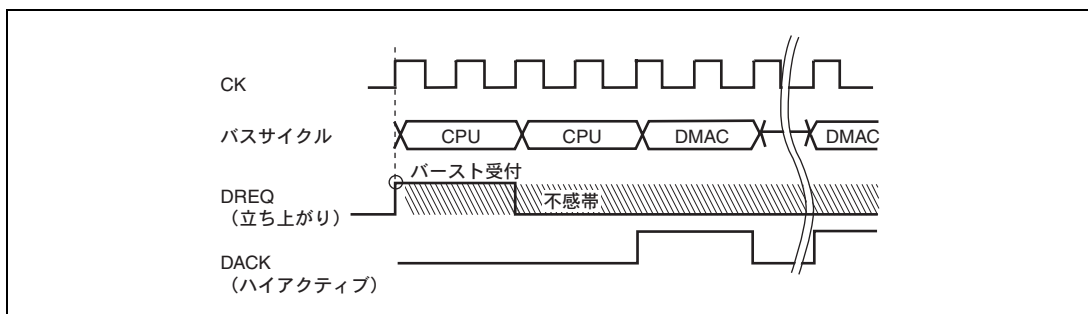 CK
バスサイクル CPU CPU DMAC DMAC
バースト受付
DREQ 不感帯
（立ち上がり）
DACK
（ハイアクティブ）